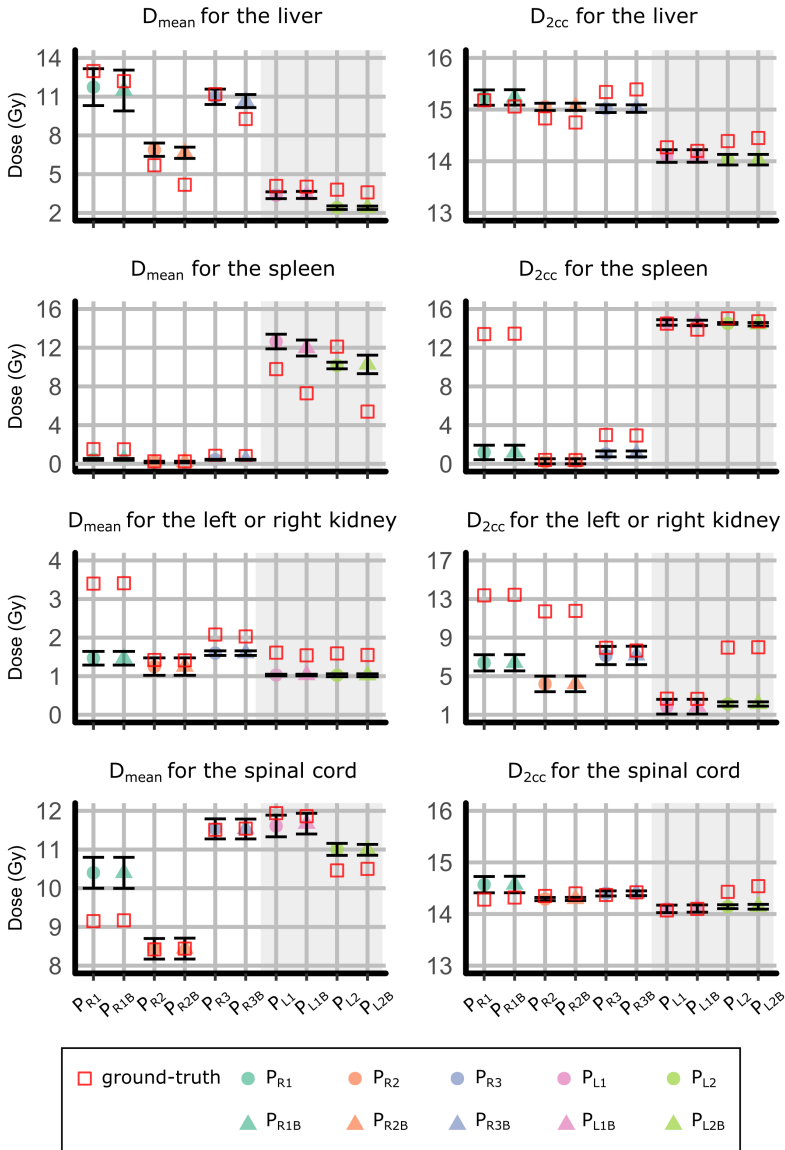 Dmean for the liver D2cc for the liver
Dose (Gy)
14 11 8 5 2
16 15 14 13
Dmean for the spleen D2cc for the spleen
Dose (Gy)
16 12 8 4 0
16 12 8 4 0
Dmean for the left or right kidney D2cc for the left or right kidney
Dose (Gy)
4 3 2 1 0
17 13 9 5 1
Dmean for the spinal cord D2cc for the spinal cord
Dose (Gy)
12 11 10 9 8
16 15 14 13
PR1 PR1B PR2 PR2B PR3 PR3B PL1 PL1B PL2 PL2B PR1 PR1B PR2 PR2B PR3 PR3B PL1 PL1B PL2 PL2B
ground-truth PR1 PR2 PR3 PL1 PL2
PR1B PR2B PR3B PL1B PL2B